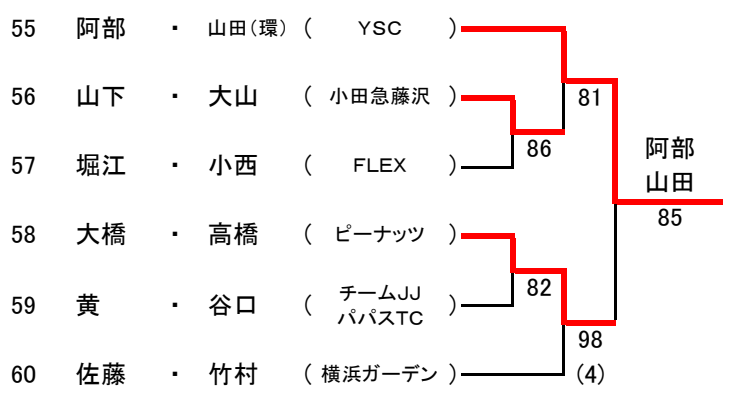 55 阿部 ・ 山田(環) ( YSC )
81
56 山下 ・ 大山 ( 小田急藤沢 )
86
57 堀江 ・ 小西 ( FLEX )
阿部
山田
85
58 大橋 ・ 高橋 ( ピーナッツ )
82
59 黄 ・ 谷口 ( チームJJ
パパスTC )
98
(4)
60 佐藤 ・ 竹村 ( 横浜ガーデン )